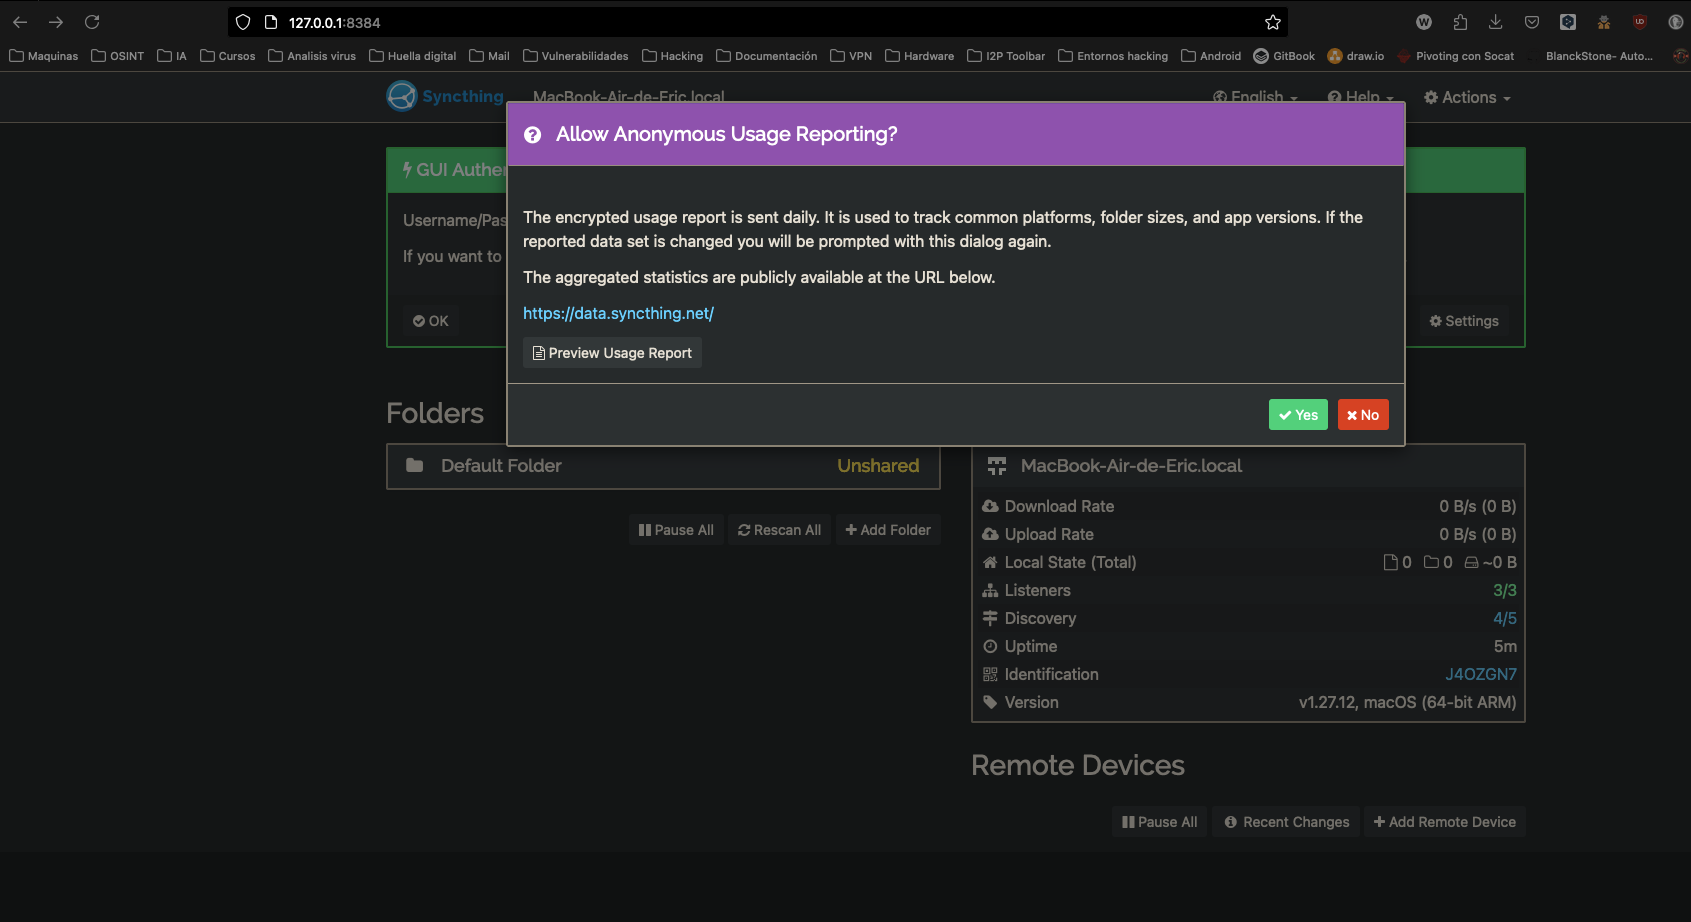 127.0.0.1:8384
Maquinas
OSINT
IA
Cursos
Analisis virus
Huella digital
Mail
Vulnerabilidades
Hacking
Documentación
VPN
Hardware
I2P Toolbar
Entornos hacking
Android
GitBook
draw.io
Pivoting con Socat
BlanckStone- Auto...
Syncthing
MacBook-Air-de-Eric.local
English
Help
Actions
Allow Anonymous Usage Reporting?
The encrypted usage report is sent daily. It is used to track common platforms, folder sizes, and app versions. If the
reported data set is changed you will be prompted with this dialog again.
The aggregated statistics are publicly available at the URL below.
https://data.syncthing.net/
Preview Usage Report
Yes
No
GUI Authe
Username/Pas
If you want to
OK
Settings
Folders
Default Folder
Unshared
Pause All
Rescan All
Add Folder
MacBook-Air-de-Eric.local
Download Rate
0 B/s (0 B)
Upload Rate
0 B/s (0 B)
Local State (Total)
0
0
~0 B
Listeners
3/3
Discovery
4/5
Uptime
5m
Identification
J4OZGN7
Version
v1.27.12, macOS (64-bit ARM)
Remote Devices
Pause All
Recent Changes
Add Remote Device